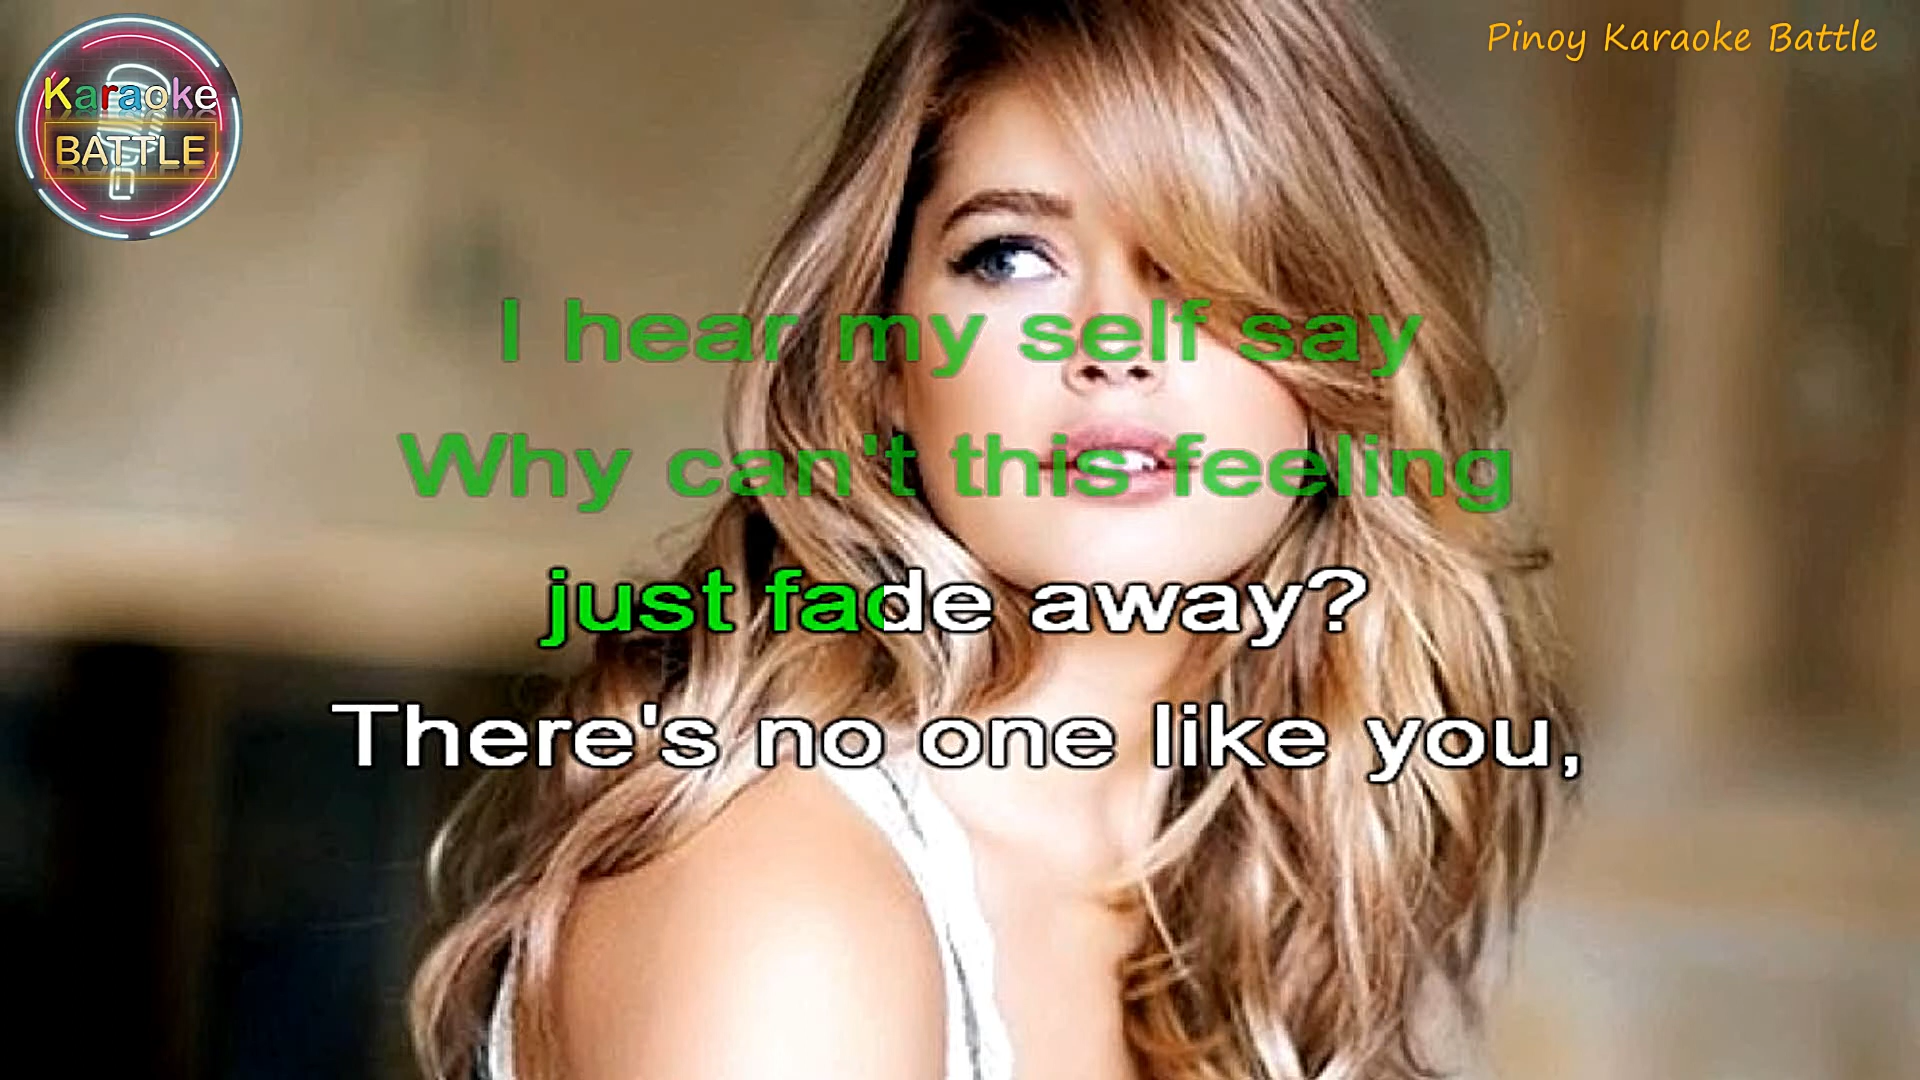 Karaoke
BATTLE
Pinoy Karaoke Battle
I hear my self say
Why can't this feeling
just fade away?
There's no one like you,